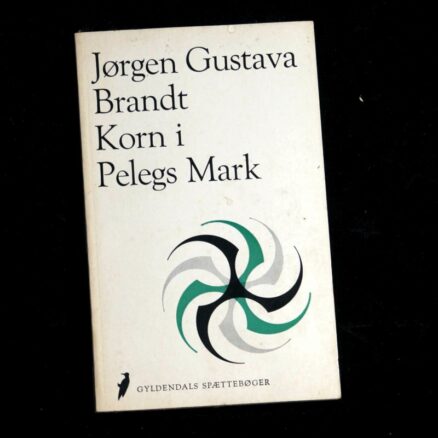 Jørgen Gustava
Brandt
Korn i
Pelegs Mark
GYLDENDALS SPÆTTEBØGER